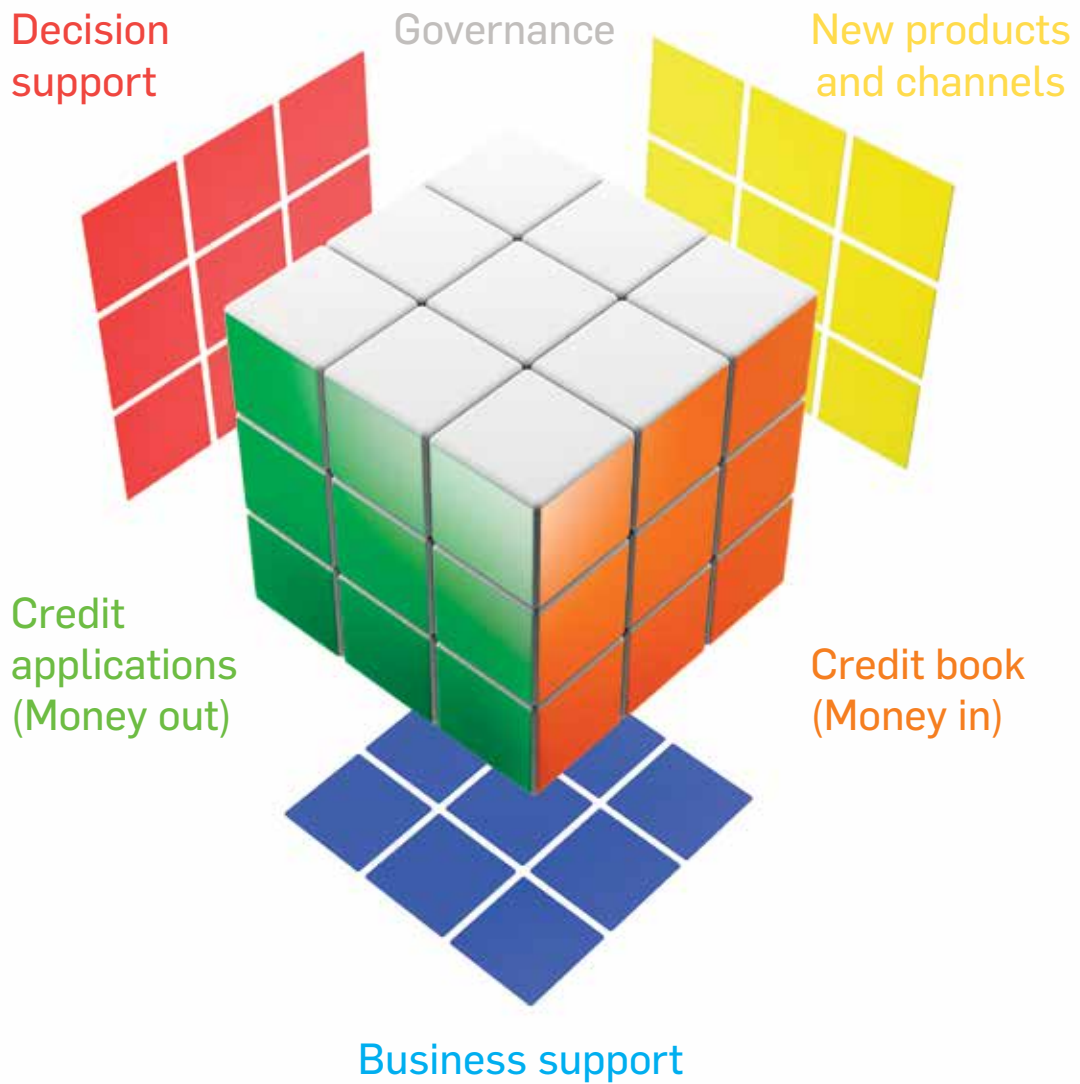 Decision
support
Governance
New products
and channels
Credit
applications
(Money out)
Credit book
(Money in)
Business support